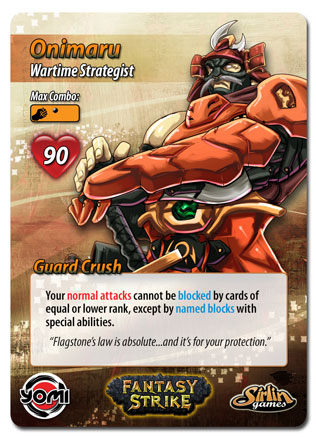 Onimaru
Wartime Strategist
Max Combo:
90
Guard Crush
Your normal attacks cannot be blocked by cards of
equal or lower rank, except by named blocks with
special abilities.
"Flagstone's law is absolute...and it's for your protection."
YOMI
FANTASY
STRIKE
Sirlin
games